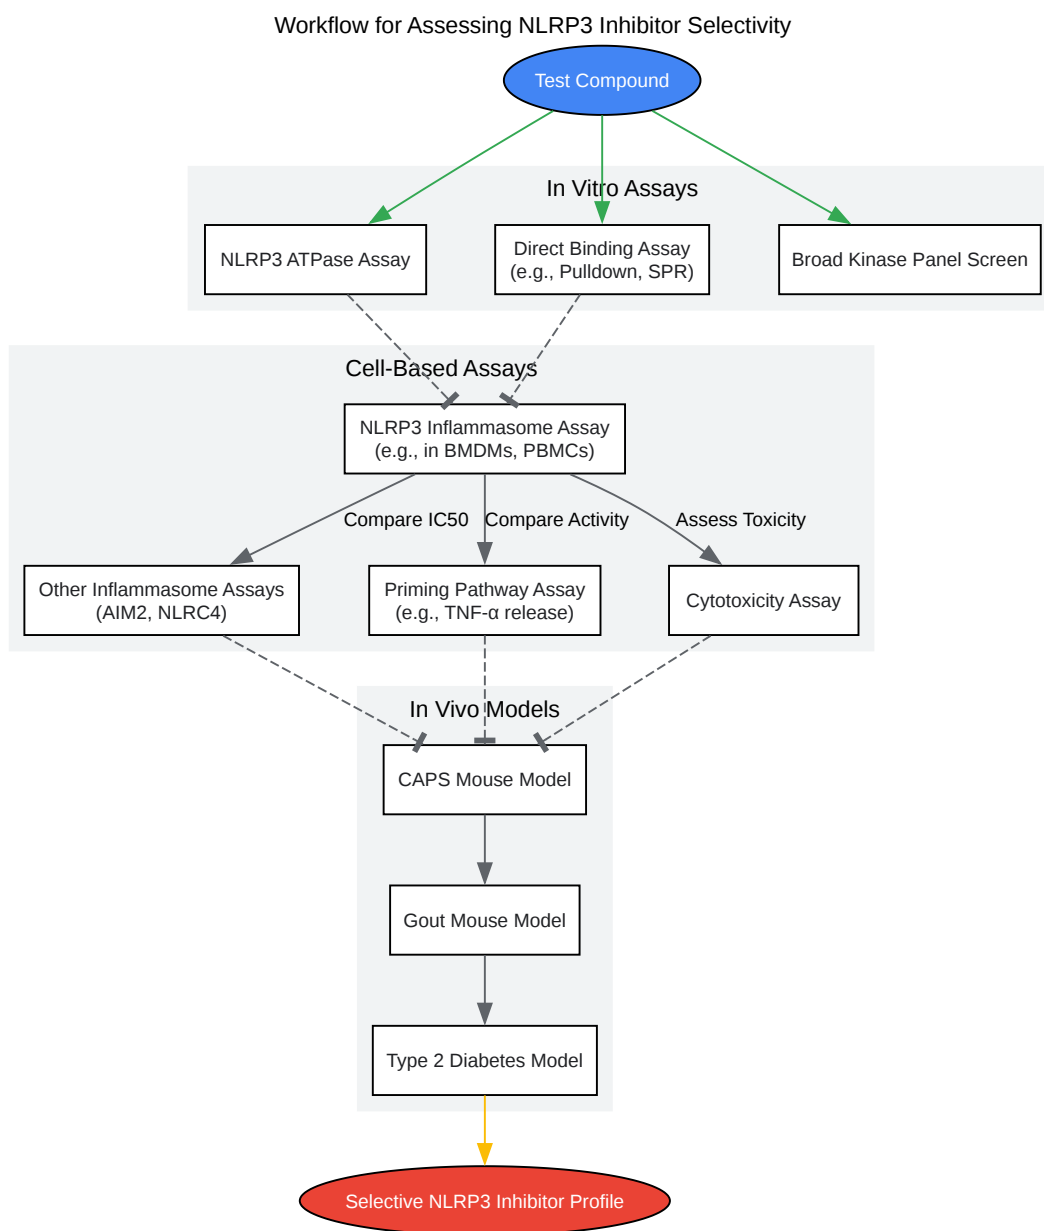 Workflow for Assessing NLRP3 Inhibitor Selectivity
Test Compound
In Vitro Assays
NLRP3 ATPase Assay
Direct Binding Assay
(e.g., Pulldown, SPR)
Broad Kinase Panel Screen
Cell-Based Assays
NLRP3 Inflammasome Assay
(e.g., in BMDMs, PBMCs)
Compare IC50
Compare Activity
Assess Toxicity
Other Inflammasome Assays
(AIM2, NLRC4)
Priming Pathway Assay
(e.g., TNF-α release)
Cytotoxicity Assay
In Vivo Models
CAPS Mouse Model
Gout Mouse Model
Type 2 Diabetes Model
Selective NLRP3 Inhibitor Profile